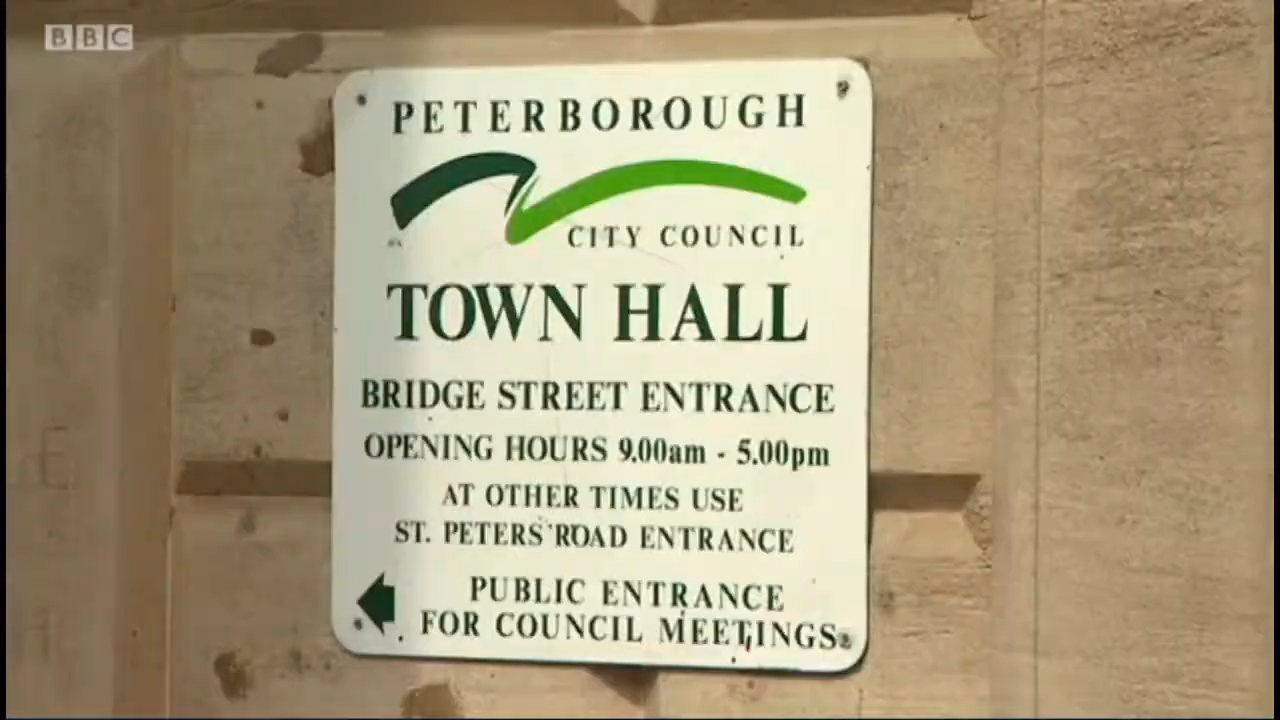 BBC
PETERBOROUGH
CITY COUNCIL
TOWN HALL
BRIDGE STREET ENTRANCE
OPENING HOURS 9.00am - 5.00pm
AT OTHER TIMES USE
ST. PETERS ROAD ENTRANCE
PUBLIC ENTRANCE
FOR COUNCIL MEETINGS